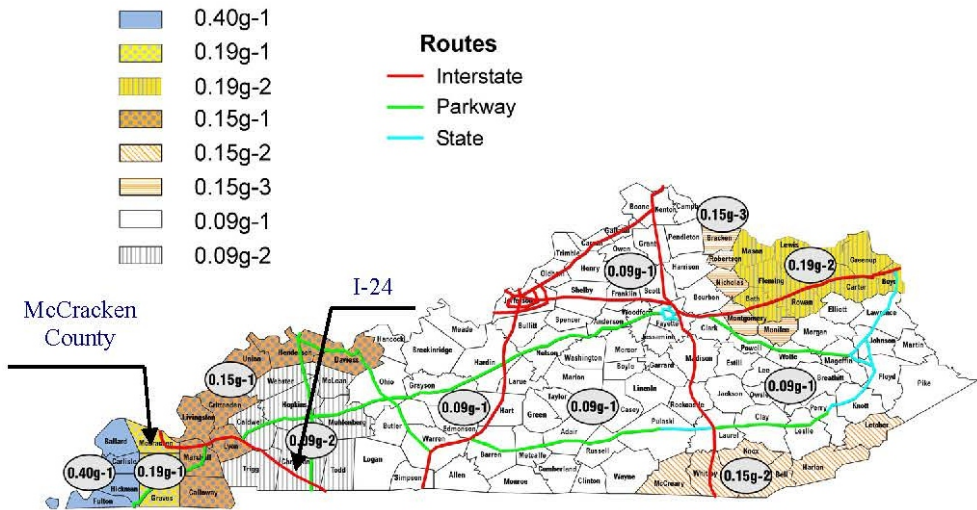 0.40g-1
0.19g-1
0.19g-2
0.15g-1
0.15g-2
0.15g-3
0.09g-1
0.09g-2
Routes
Interstate
Parkway
State
McCracken
County
I-24
0.15g-3
0.19g-2
0.09g-1
0.15g-1
0.09g-1
0.09g-1
0.09g-1
0.09g-2
0.40g-1
0.19g-1
0.15g-2
Boone
Kenton
Grant
Pendleton
Bracken
Mason
Lewis
Greenup
Carter
Boyd
Robertson
Fleming
Rowan
Elliott
Lawrence
Trimble
Owen
Henry
Harrison
Nicholas
Bath
Oldham
Shelby
Franklin
Scott
Bourbon
Montgomery
Menifee
Morgan
Johnson
Martin
Jefferson
Spencer
Anderson
Woodford
Fayette
Clark
Powell
Wolfe
Magoffin
Floyd
Pike
Bullitt
Nelson
Washington
Mercer
Jessamine
Madison
Estill
Lee
Breathitt
Knott
Meade
Breckinridge
Hancock
Hardin
Larue
Marion
Boyle
Garrard
Lincoln
Jackson
Owsley
Perry
Letcher
Union
Henderson
Daviess
Webster
McLean
Ohio
Grayson
Hart
Green
Taylor
Casey
Rockcastle
Clay
Leslie
Crittenden
Hopkins
Muhlenberg
Butler
Edmonson
Warren
Barren
Metcalfe
Adair
Russell
Pulaski
Laurel
Knox
Bell
Harlan
Livingston
Caldwell
Lyon
Trigg
Todd
Logan
Simpson
Allen
Monroe
Cumberland
Clinton
Wayne
McCreary
Whitley
Ballard
McCracken
Marshall
Carlisle
Hickman
Graves
Calloway
Fulton